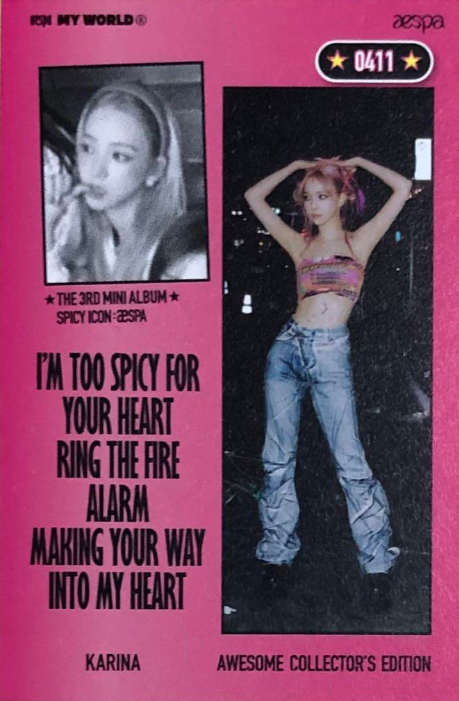 MY WORLD®
aespa
★ 0411 ★
★ THE 3RD MINI ALBUM ★
SPICY ICON:æSPA
I'M TOO SPICY FOR
YOUR HEART
RING THE FIRE
ALARM
MAKING YOUR WAY
INTO MY HEART
KARINA
AWESOME COLLECTOR'S EDITION